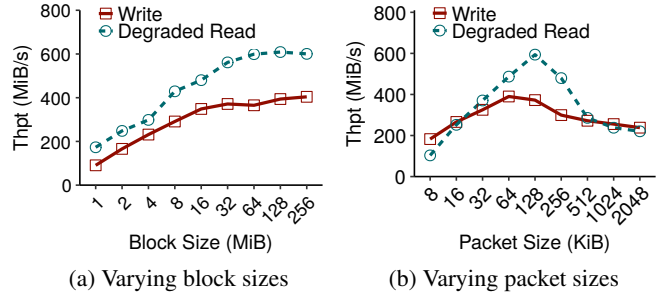 Write
Degraded Read
800
600
400
200
0
Thpt (MiB/s)
1 2 4 8 16 32 64 128 256
Block Size (MiB)
(a) Varying block sizes
Write
Degraded Read
800
600
400
200
0
Thpt (MiB/s)
8 16 32 64 128 256 512 1024 2048
Packet Size (KiB)
(b) Varying packet sizes